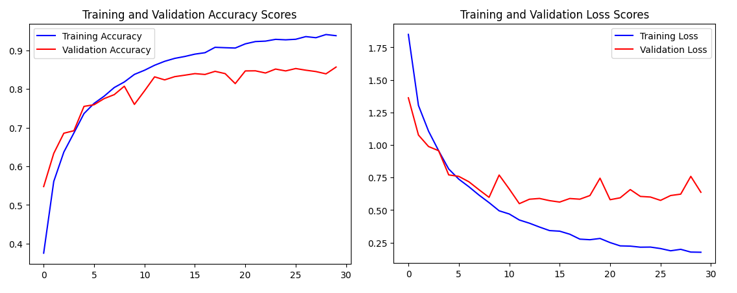 Training and Validation Accuracy Scores
Training Accuracy
Validation Accuracy
0.9
0.8
0.7
0.6
0.5
0.4
0 5 10 15 20 25 30
Training and Validation Loss Scores
Training Loss
Validation Loss
1.75
1.50
1.25
1.00
0.75
0.50
0.25
0 5 10 15 20 25 30